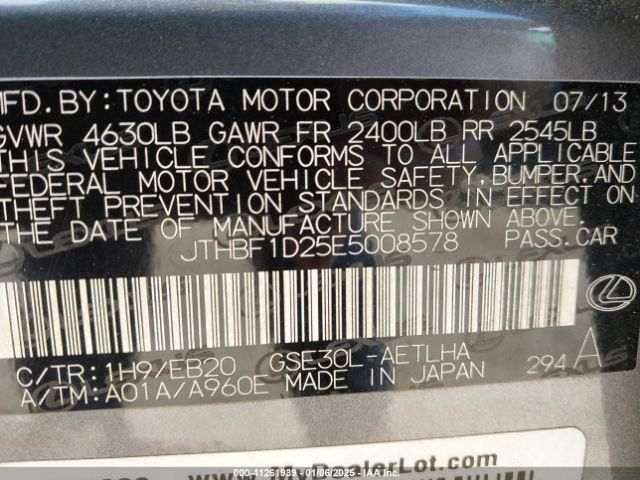 MFD. BY: TOYOTA MOTOR CORPORATION 07/13
GVWR 4630LB GAWR FR 2400LB RR 2545LB
THIS VEHICLE CONFORMS TO ALL APPLICABLE
FEDERAL MOTOR VEHICLE SAFETY, BUMPER, AND
THEFT PREVENTION STANDARDS IN EFFECT ON
THE DATE OF MANUFACTURE SHOWN ABOVE.
JTHBF1D25E5008578 PASS. CAR
C/TR: 1H9/EB20 GSE30L-AETLHA 294 A
A/TM: A01A/A960E MADE IN JAPAN
00-41261939 - 01/06/2025 - © IAA Inc.